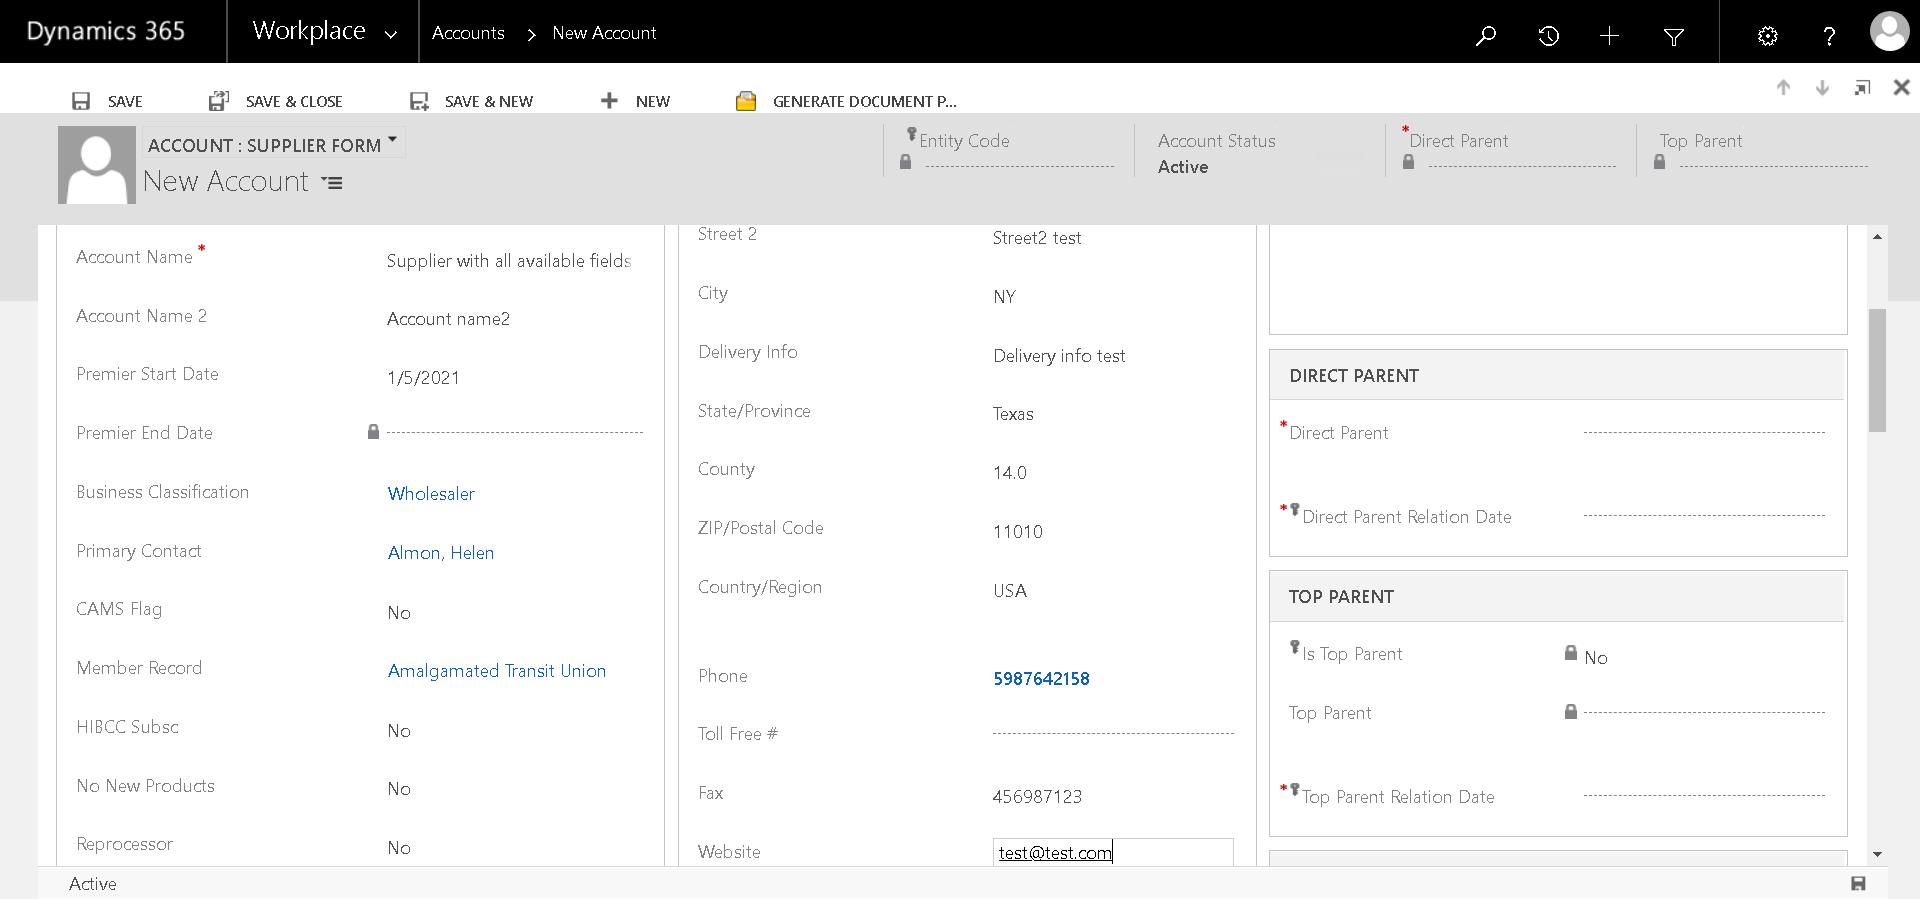 Dynamics 365
Workplace
Accounts > New Account
SAVE
SAVE & CLOSE
SAVE & NEW
NEW
GENERATE DOCUMENT P...
ACCOUNT : SUPPLIER FORM
New Account
Entity Code
Account Status
Active
* Direct Parent
Top Parent
Account Name *
Supplier with all available fields
Account Name 2
Account name2
Premier Start Date
1/5/2021
Premier End Date
Business Classification
Wholesaler
Primary Contact
Almon, Helen
CAMS Flag
No
Member Record
Amalgamated Transit Union
HIBCC Subsc
No
No New Products
No
Reprocessor
No
Street 2
Street2 test
City
NY
Delivery Info
Delivery info test
State/Province
Texas
County
14.0
ZIP/Postal Code
11010
Country/Region
USA
Phone
5987642158
Toll Free #
Fax
456987123
Website
test@test.com
DIRECT PARENT
* Direct Parent
* Direct Parent Relation Date
TOP PARENT
Is Top Parent
No
Top Parent
* Top Parent Relation Date
Active